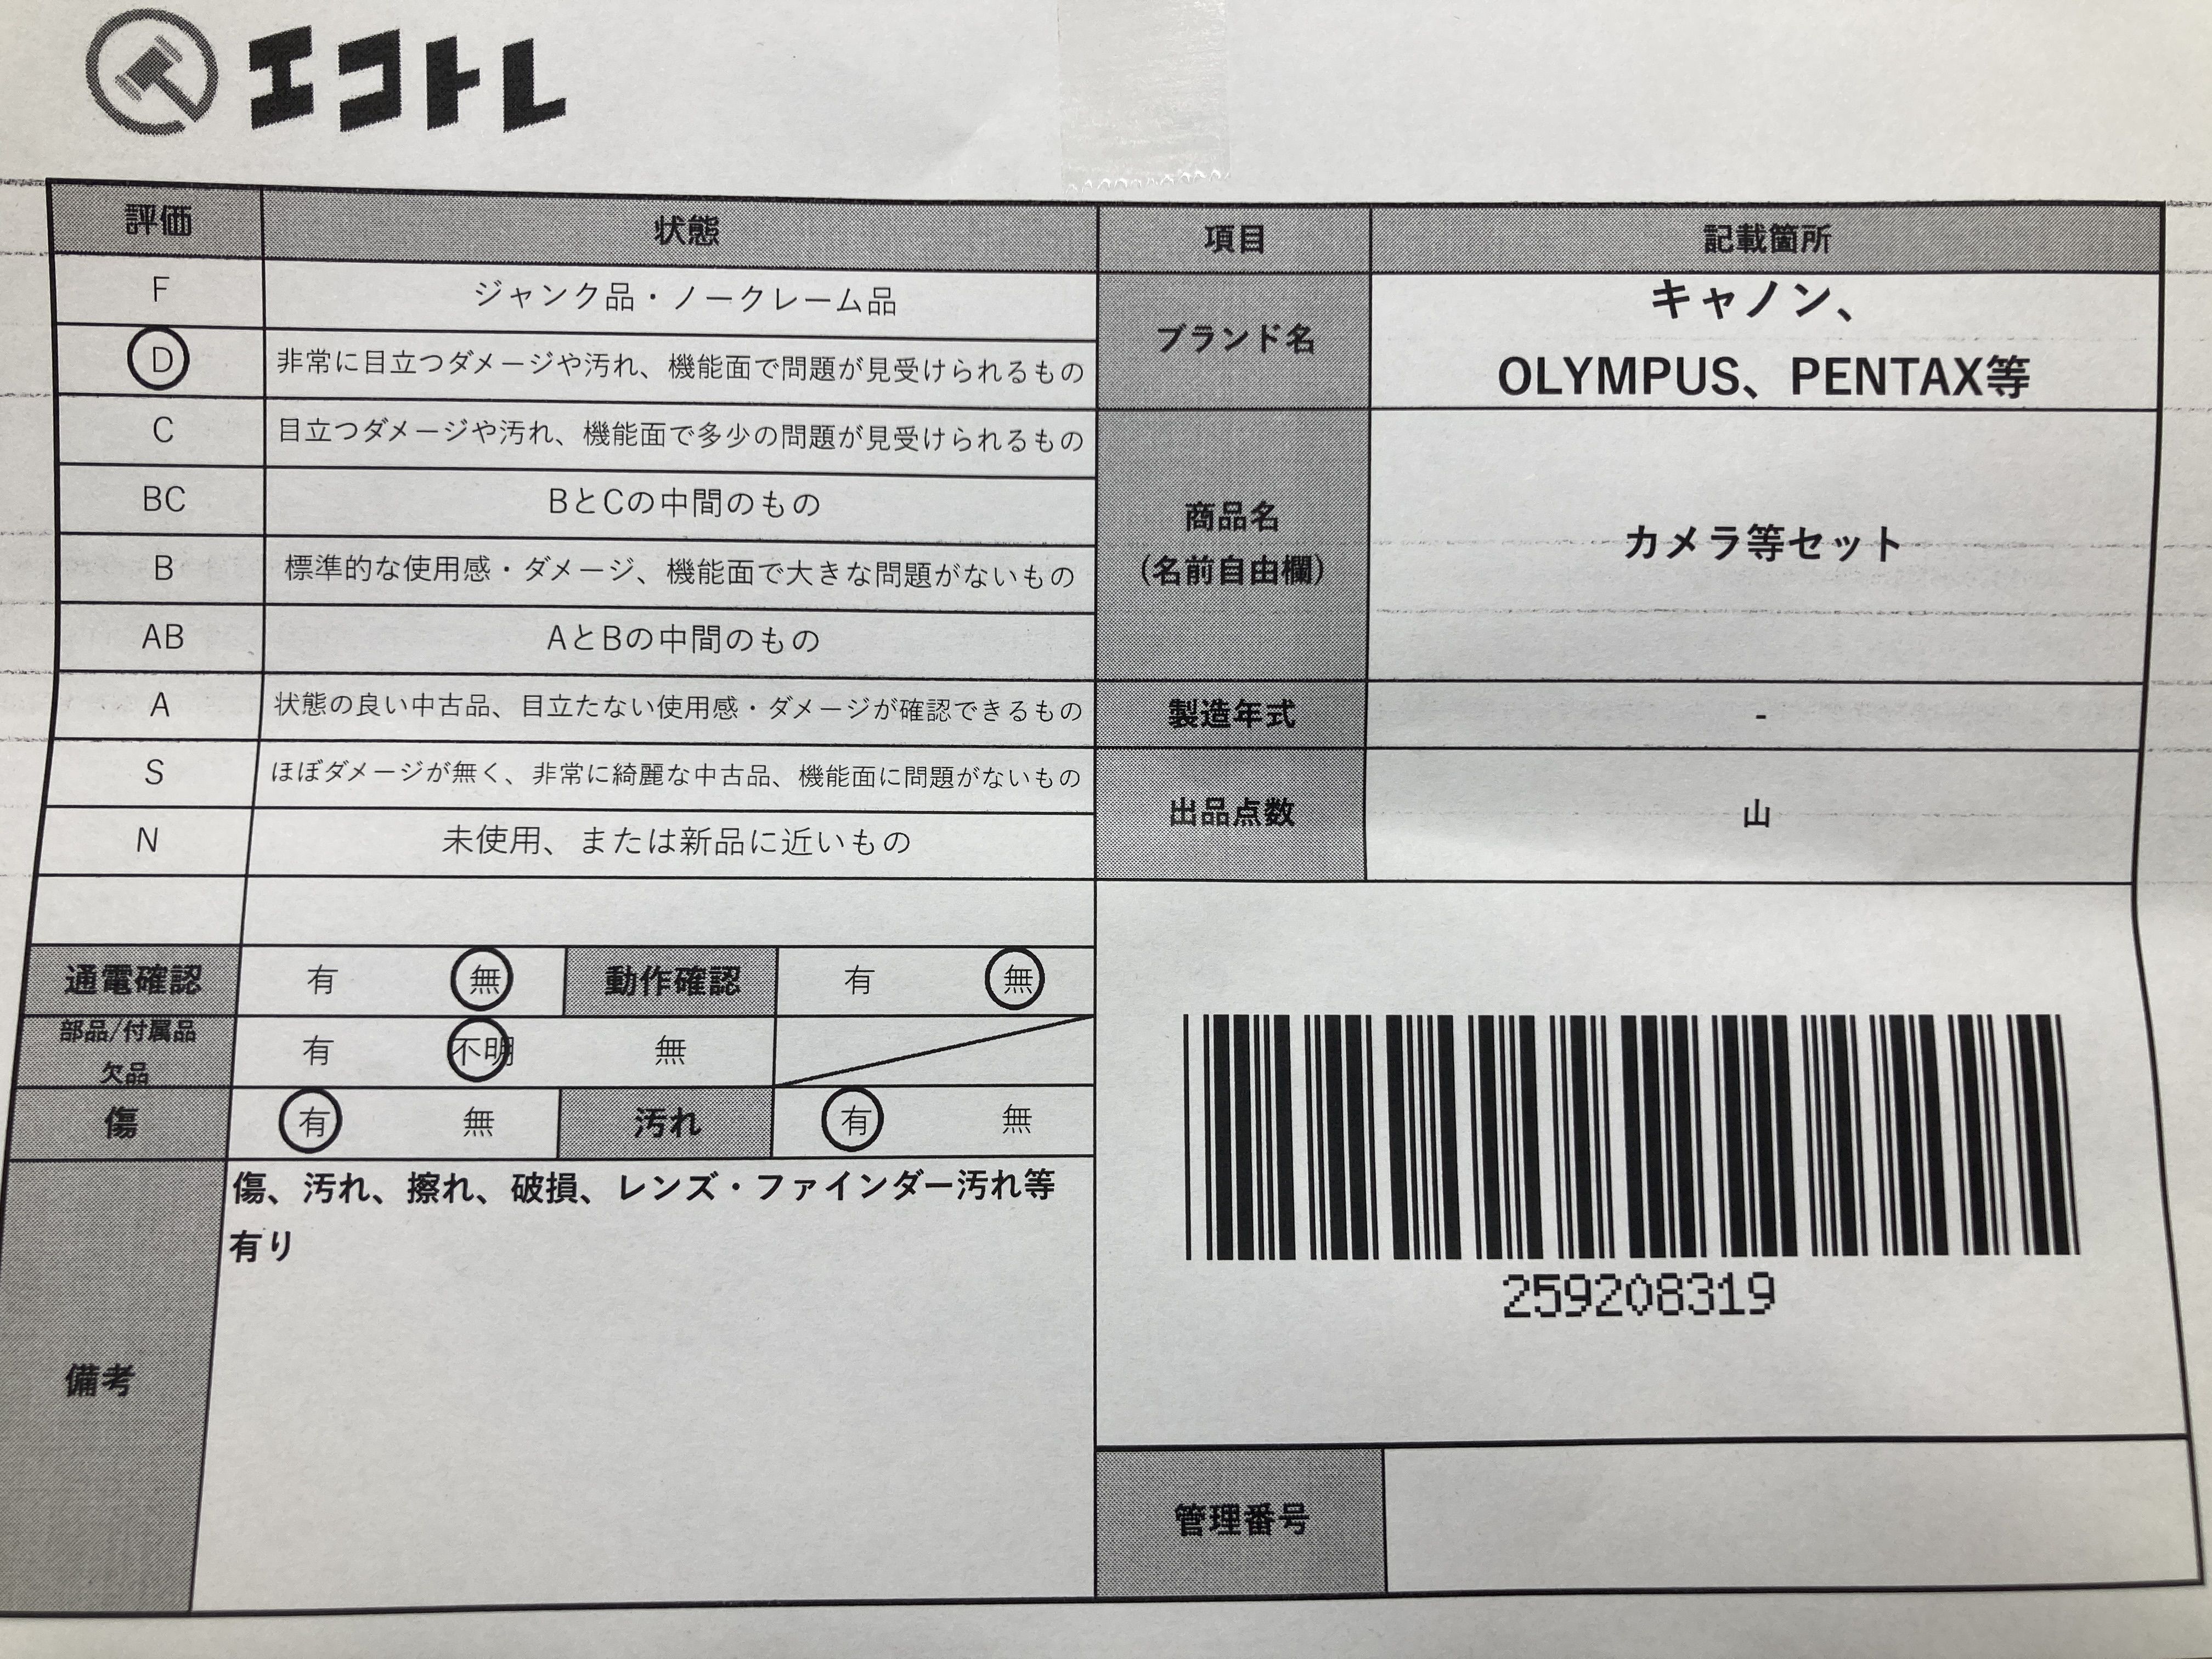 エコトレ
評価 状態 項目 記載箇所
F ジャンク品・ノークレーム品
D 非常に目立つダメージや汚れ、機能面で問題が見受けられるもの
C 目立つダメージや汚れ、機能面で多少の問題が見受けられるもの
BC BとCの中間のもの
B 標準的な使用感・ダメージ、機能面で大きな問題がないもの
AB AとBの中間のもの
A 状態の良い中古品、目立たない使用感・ダメージが確認できるもの
S ほぼダメージが無く、非常に綺麗な中古品、機能面に問題がないもの
N 未使用、または新品に近いもの
ブランド名
キャノン、
OLYMPUS、PENTAX等
商品名
(名前自由欄)
カメラ等セット
製造年式 -
出品点数 山
通電確認 有 無 動作確認 有 無
部品/付属品
欠品
有 不明 無
傷 有 無 汚れ 有 無
備考
傷、汚れ、擦れ、破損、レンズ・ファインダー汚れ等
有り
259208319
管理番号